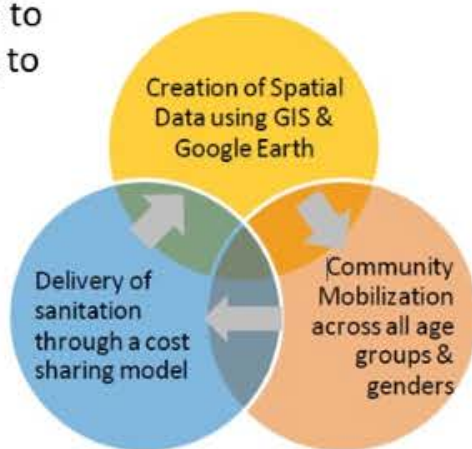 to
to
Creation of Spatial
Data using GIS &
Google Earth
Delivery of
sanitation
through a cost
sharing model
Community
Mobilization
across all age
groups &
genders